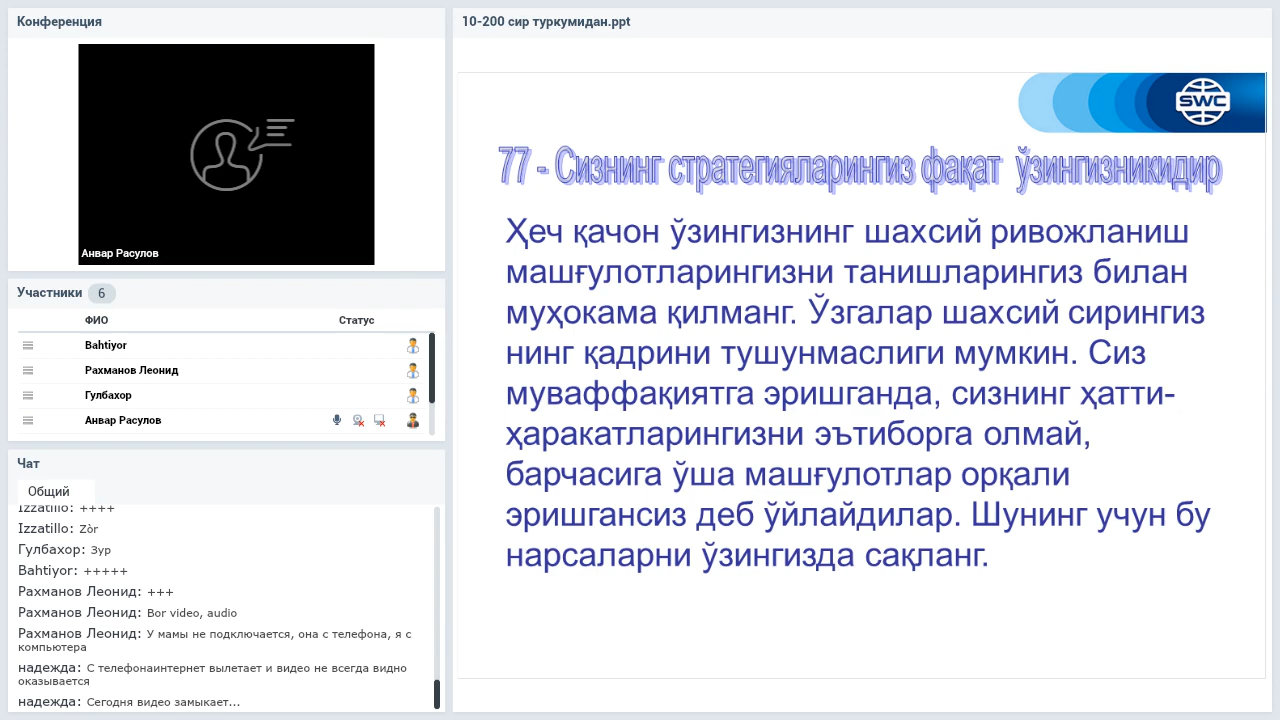 Конференция
Анвар Расулов
Участники 6
ФИО Статус
Bahtiyor
Рахманов Леонид
Гулбахор
Анвар Расулов
Чат
Общий
Izzatillo: ++++
Izzatillo: Zòr
Гулбахор: Зур
Bahtiyor: +++++
Рахманов Леонид: +++
Рахманов Леонид: Bor video, audio
Рахманов Леонид: У мамы не подключается, она с телефона, я с
компьютера
надежда: С телефонаинтернет вылетает и видео не всегда видно
оказывается
надежда: Сегодня видео замыкает...
10-200 сир туркумидан.ppt
SWC
77 - Сизнинг стратегияларингиз фақат ўзингизникидир
Ҳеч қачон ўзингизнинг шахсий ривожланиш
машғулотларингизни танишларингиз билан
муҳокама қилманг. Ўзгалар шахсий сирингиз
нинг қадрини тушунмаслиги мумкин. Сиз
муваффақиятга эришганда, сизнинг ҳатти-
ҳаракатларингизни эътиборга олмай,
барчасига ўша машғулотлар орқали
эришгансиз деб ўйлайдилар. Шунинг учун бу
нарсаларни ўзингизда сақланг.